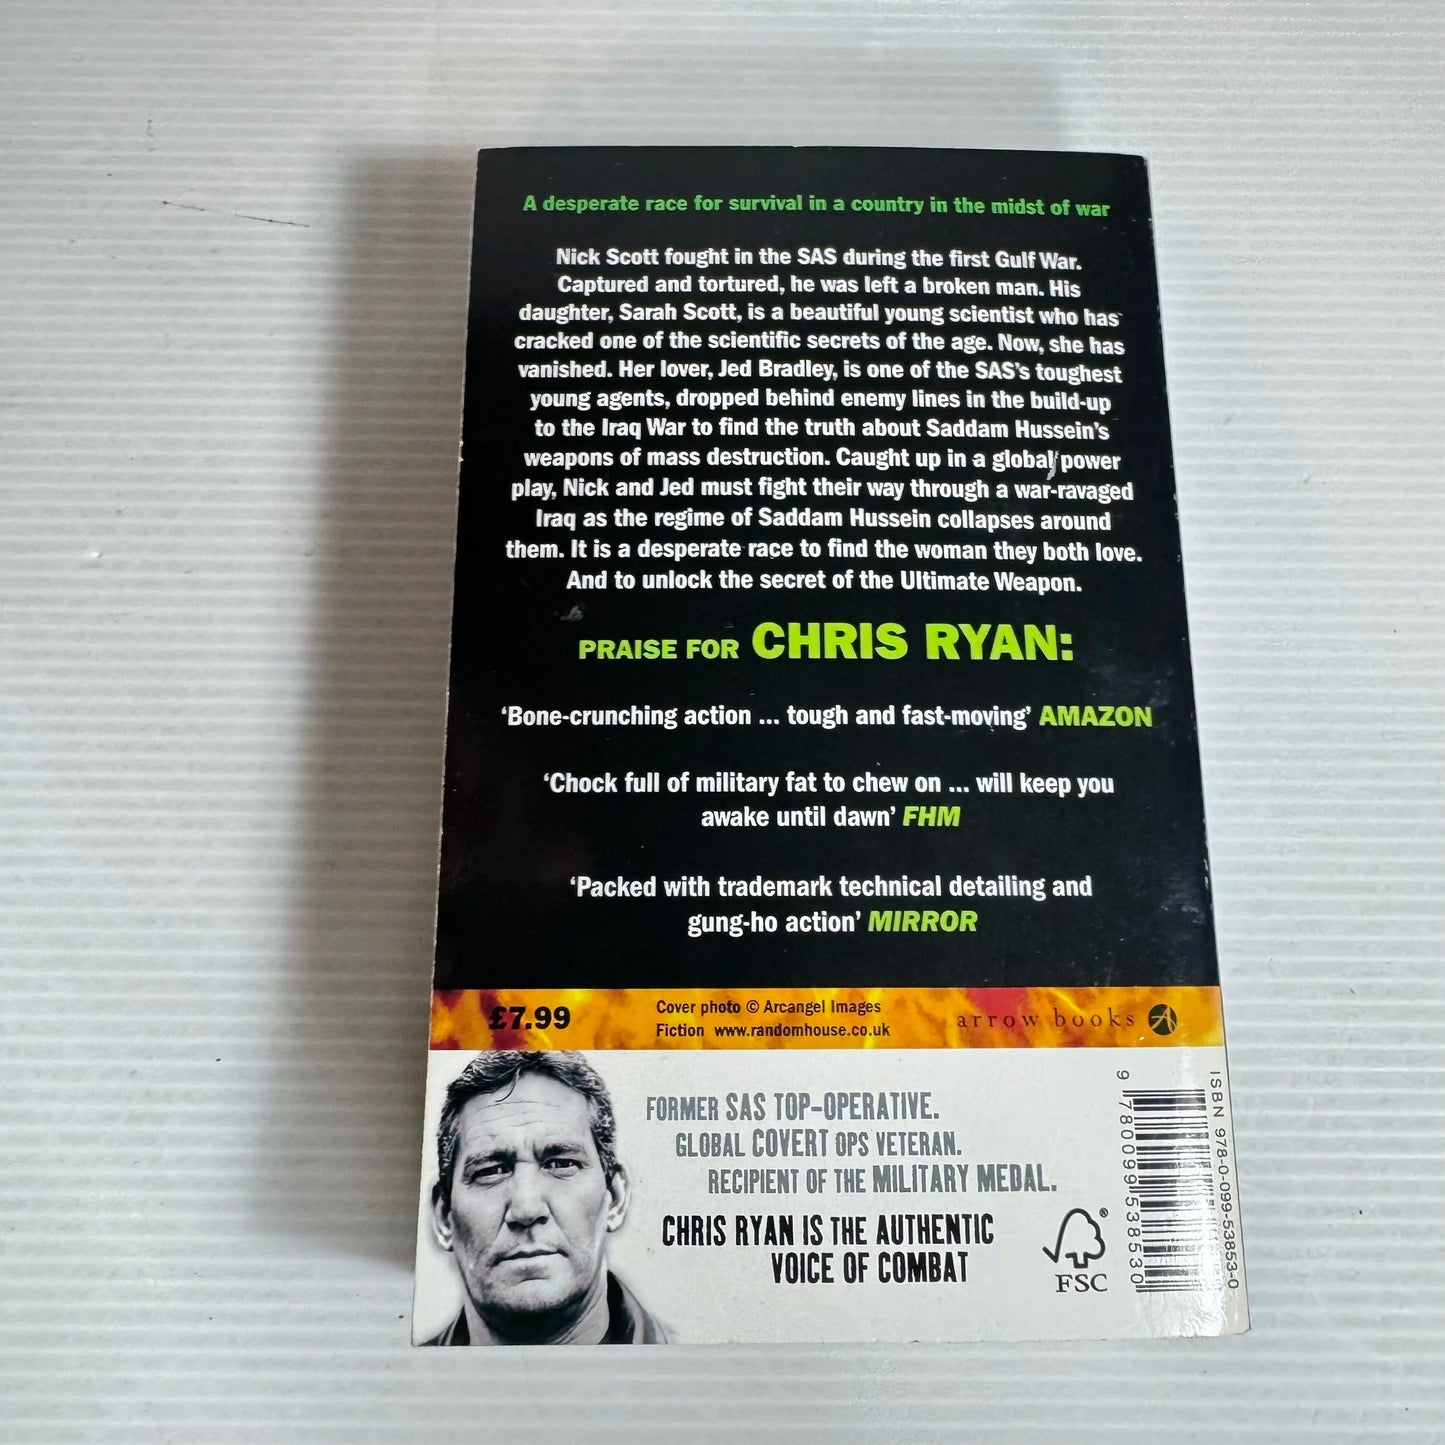 A desperate race for survival in a country in the midst of war
Nick Scott fought in the SAS during the first Gulf War.
Captured and tortured, he was left a broken man. His
daughter, Sarah Scott, is a beautiful young scientist who has
cracked one of the scientific secrets of the age. Now, she has
vanished. Her lover, Jed Bradley, is one of the SAS's toughest
young agents, dropped behind enemy lines in the build-up
to the Iraq War to find the truth about Saddam Hussein's
weapons of mass destruction. Caught up in a global power
play, Nick and Jed must fight their way through a war-ravaged
Iraq as the regime of Saddam Hussein collapses around
them. It is a desperate race to find the woman they both love.
And to unlock the secret of the Ultimate Weapon.
PRAISE FOR CHRIS RYAN:
'Bone-crunching action ... tough and fast-moving' AMAZON
'Chock full of military fat to chew on ... will keep you
awake until dawn' FHM
'Packed with trademark technical detailing and
gung-ho action' MIRROR
£7.99
Cover photo © Arcangel Images
Fiction www.randomhouse.co.uk
arrow books
FORMER SAS TOP-OPERATIVE.
GLOBAL COVERT OPS VETERAN.
RECIPIENT OF THE MILITARY MEDAL.
CHRIS RYAN IS THE AUTHENTIC
VOICE OF COMBAT
FSC®
ISBN 978-0-099-53853-0
9 780099 538530